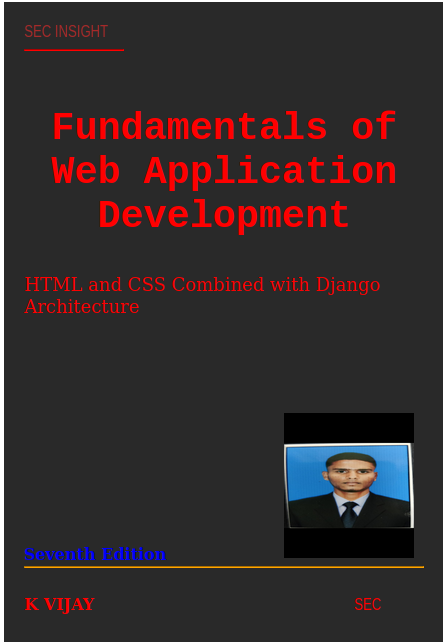 SEC INSIGHT
Fundamentals of
Web Application
Development
HTML and CSS Combined with Django
Architecture
Seventh Edition
K VIJAY
SEC